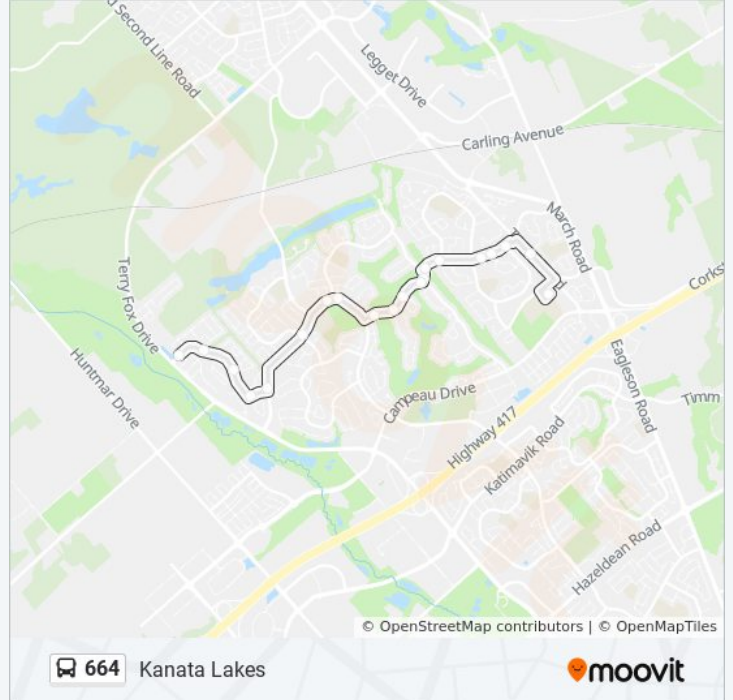 d Second Line Road
Legget Drive
Carling Avenue
March Road
Terry Fox Drive
Corks
Huntmar Drive
Eagleson Road
Campeau Drive
Timm
Highway 417
Katimavik Road
Hazeldean Road
© OpenStreetMap contributors | © OpenMapTiles
664 Kanata Lakes
moovit